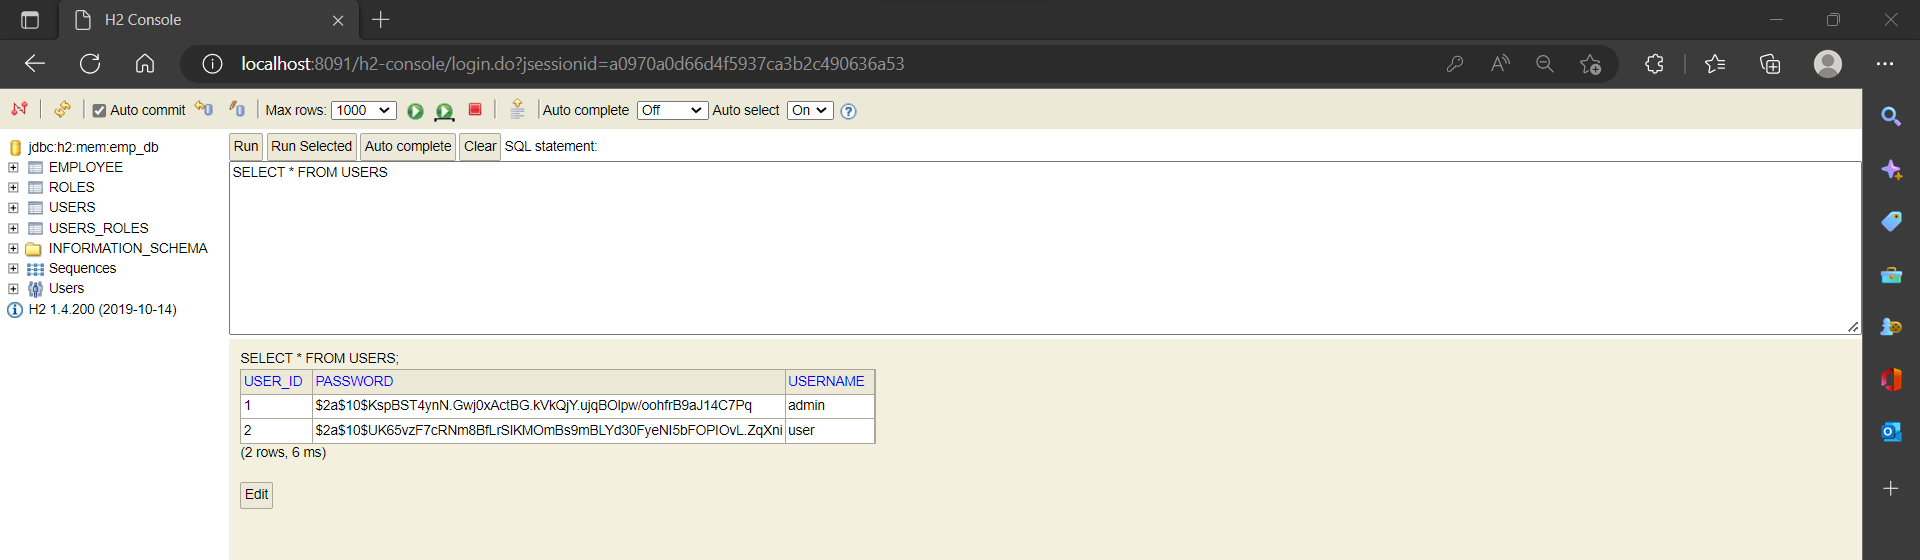 H2 Console
localhost:8091/h2-console/login.do?jsessionid=a0970a0d66d4f5937ca3b2c490636a53
Auto commit Max rows: 1000 Auto complete Off Auto select On
jdbc:h2:mem:emp_db
EMPLOYEE
ROLES
USERS
USERS_ROLES
INFORMATION_SCHEMA
Sequences
Users
H2 1.4.200 (2019-10-14)
Run Run Selected Auto complete Clear SQL statement:
SELECT * FROM USERS
SELECT * FROM USERS;
USER_ID PASSWORD USERNAME
1 $2a$10$KspBST4ynN.Gwj0xActBG.kVkQjY.ujqBOlpw/oohfrB9aJ14C7Pq admin
2 $2a$10$UK65vzF7cRNm8BfLrSIKMOmBs9mBLYd30FyeNI5bFOPIOvL.ZqXni user
(2 rows, 6 ms)
Edit